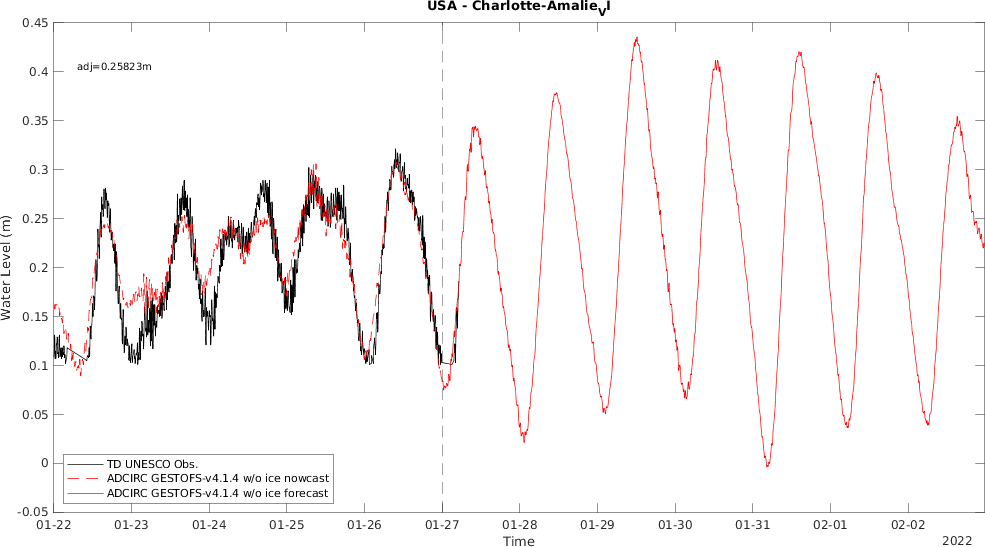 USA - Charlotte-AmalieVI
0.45
0.4
0.35
0.3
0.25
0.2
0.15
0.1
0.05
0
-0.05
Water Level (m)
adj=0.25823m
TD UNESCO Obs.
ADCIRC GESTOFS-v4.1.4 w/o ice nowcast
ADCIRC GESTOFS-v4.1.4 w/o ice forecast
01-22 01-23 01-24 01-25 01-26 01-27 01-28 01-29 01-30 01-31 02-01 02-02
Time
2022